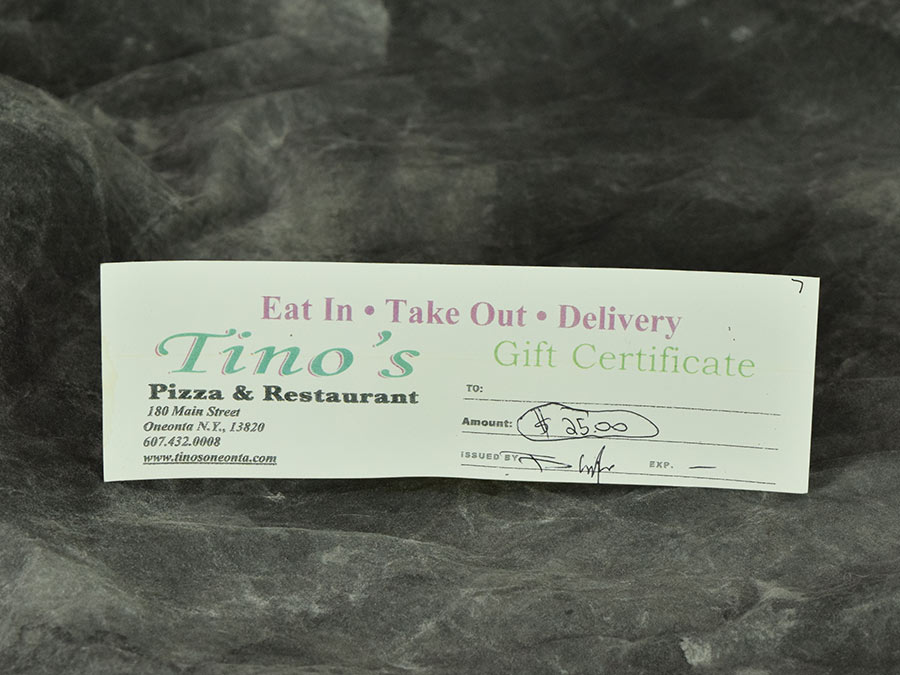 7
Eat In • Take Out • Delivery
Tino's
Pizza & Restaurant
180 Main Street
Oneonta N.Y., 13820
607.432.0008
www.tinosoneonta.com
Gift Certificate
TO:
Amount: $ 25.00
ISSUED BY
EXP. —